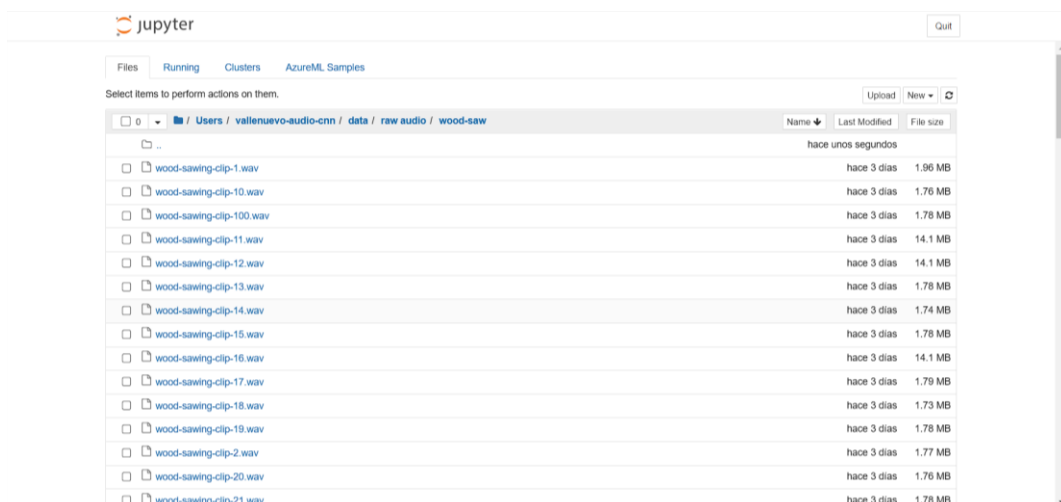 jupyter Quit
Files Running Clusters AzureML Samples
Select items to perform actions on them. Upload New
0 / Users / vallenuevo-audio-cnn / data / raw audio / wood-saw Name Last Modified File size
.. hace unos segundos
wood-sawing-clip-1.wav hace 3 días 1.96 MB
wood-sawing-clip-10.wav hace 3 días 1.76 MB
wood-sawing-clip-100.wav hace 3 días 1.78 MB
wood-sawing-clip-11.wav hace 3 días 14.1 MB
wood-sawing-clip-12.wav hace 3 días 14.1 MB
wood-sawing-clip-13.wav hace 3 días 1.78 MB
wood-sawing-clip-14.wav hace 3 días 1.74 MB
wood-sawing-clip-15.wav hace 3 días 1.78 MB
wood-sawing-clip-16.wav hace 3 días 14.1 MB
wood-sawing-clip-17.wav hace 3 días 1.79 MB
wood-sawing-clip-18.wav hace 3 días 1.73 MB
wood-sawing-clip-19.wav hace 3 días 1.78 MB
wood-sawing-clip-2.wav hace 3 días 1.77 MB
wood-sawing-clip-20.wav hace 3 días 1.76 MB
wood-sawing-clip-21.wav hace 3 días 1.78 MB